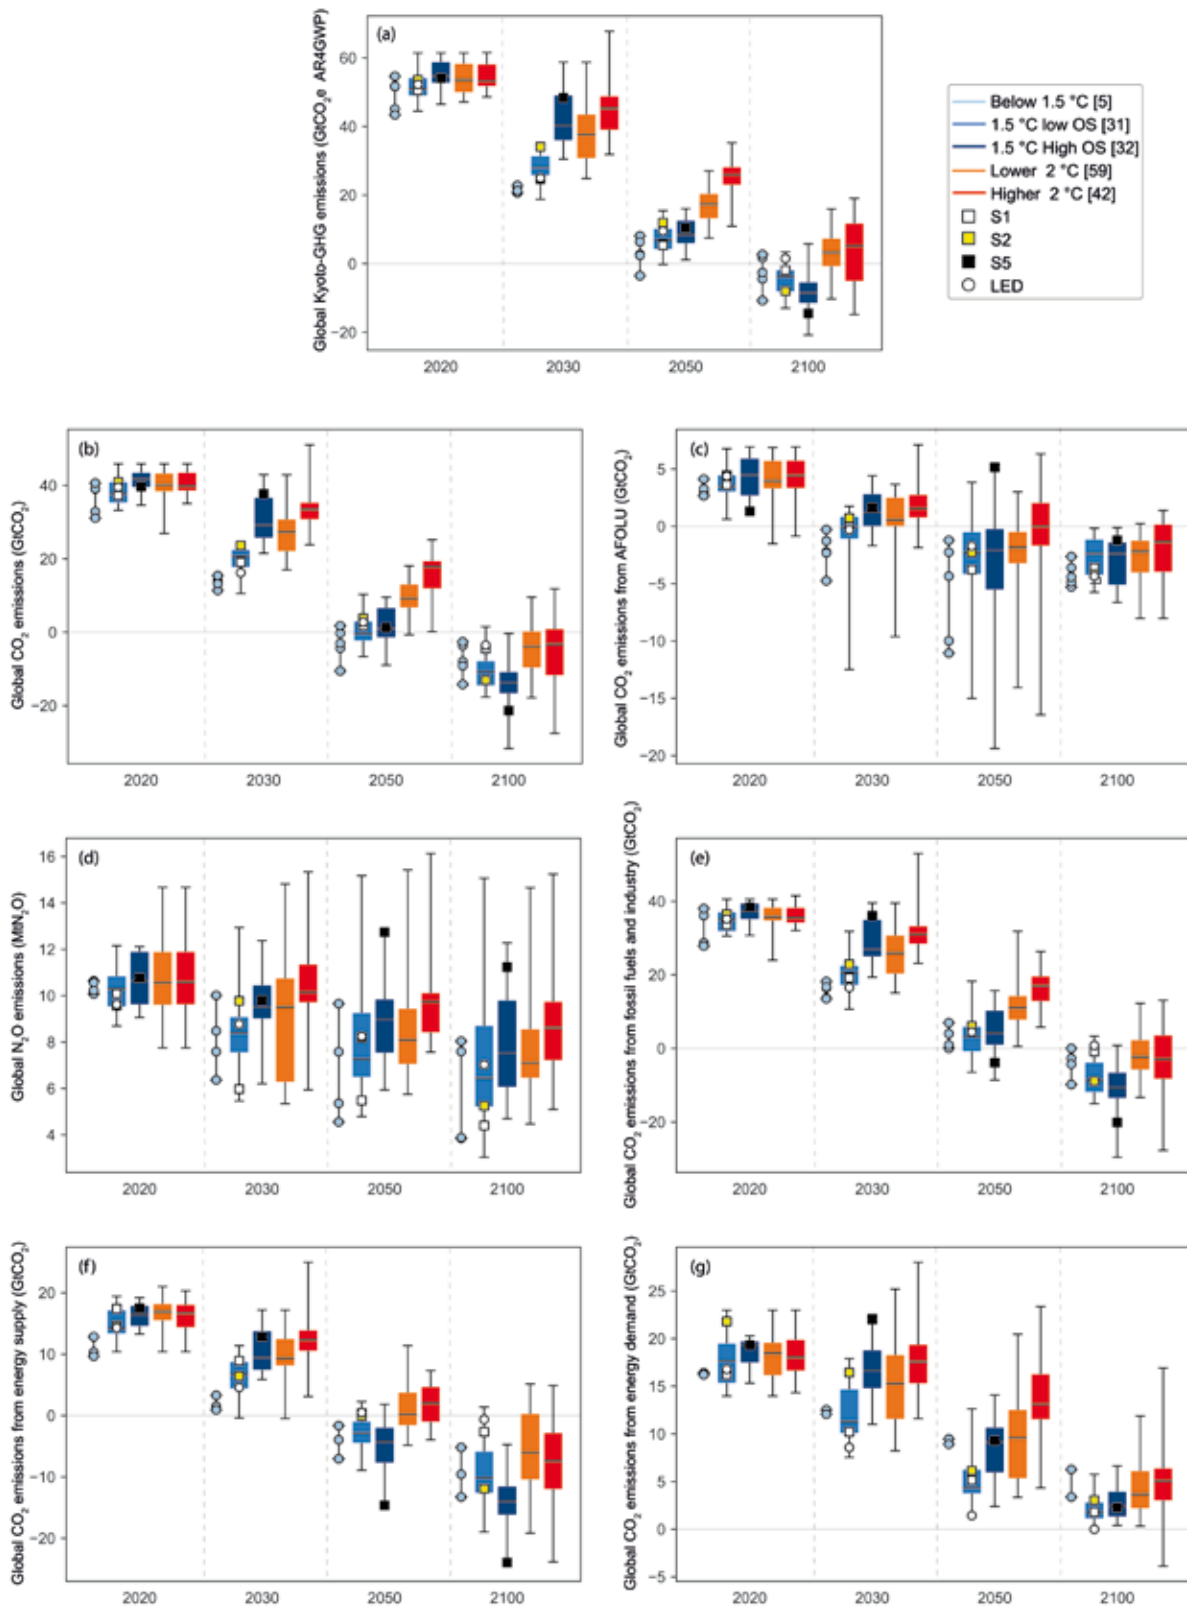 (a)
Global Kyoto-GHG emissions (GtCO₂e AR4GWP)
60
40
20
0
−20
2020 2030 2050 2100
Below 1.5 °C [5]
1.5 °C low OS [31]
1.5 °C High OS [32]
Lower 2 °C [59]
Higher 2 °C [42]
S1
S2
S5
LED
(b)
Global CO₂ emissions (GtCO₂)
40
20
0
−20
2020 2030 2050 2100
(c)
Global CO₂ emissions from AFOLU (GtCO₂)
5
0
−5
−10
−15
−20
2020 2030 2050 2100
(d)
Global N₂O emissions (MtN₂O)
16
14
12
10
8
6
4
2020 2030 2050 2100
(e)
Global CO₂ emissions from fossil fuels and industry (GtCO₂)
40
20
0
−20
2020 2030 2050 2100
(f)
Global CO₂ emissions from energy supply (GtCO₂)
20
10
0
−10
−20
2020 2030 2050 2100
(g)
Global CO₂ emissions from energy demand (GtCO₂)
25
20
15
10
5
0
−5
2020 2030 2050 2100